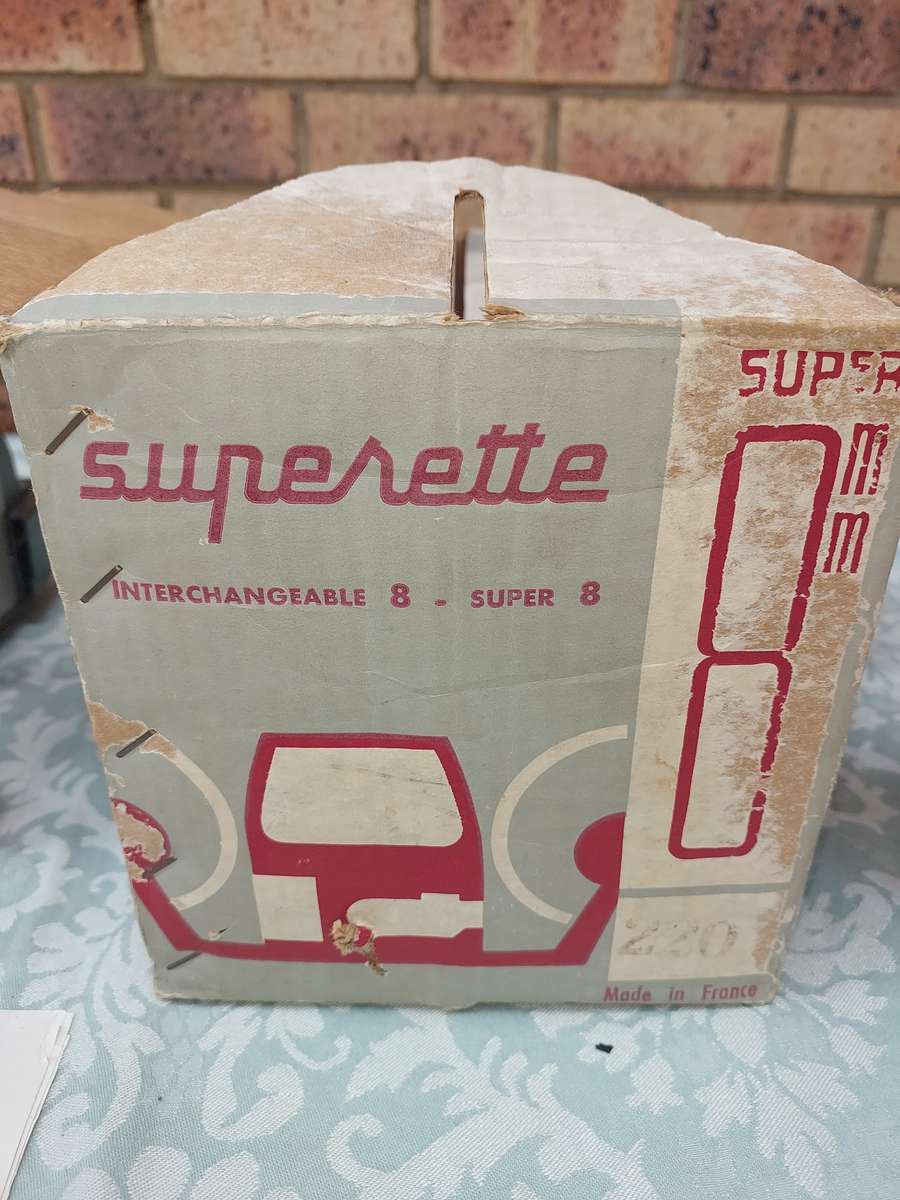 superette
INTERCHANGEABLE 8 - SUPER 8
SUPER
8
mm
220
Made in France